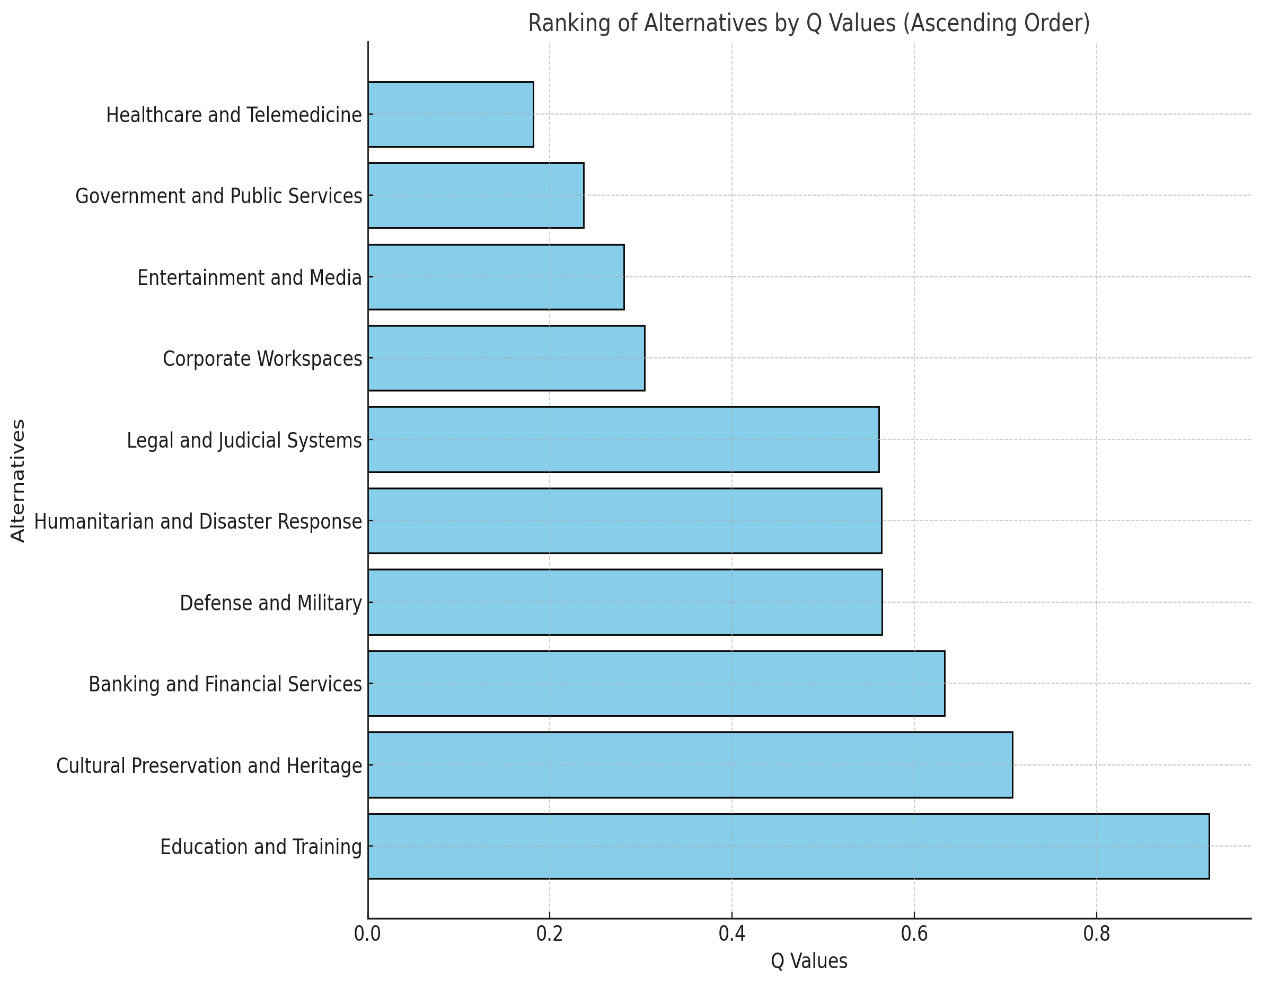 Ranking of Alternatives by Q Values (Ascending Order)
Alternatives
Healthcare and Telemedicine
Government and Public Services
Entertainment and Media
Corporate Workspaces
Legal and Judicial Systems
Humanitarian and Disaster Response
Defense and Military
Banking and Financial Services
Cultural Preservation and Heritage
Education and Training
0.0 0.2 0.4 0.6 0.8
Q Values